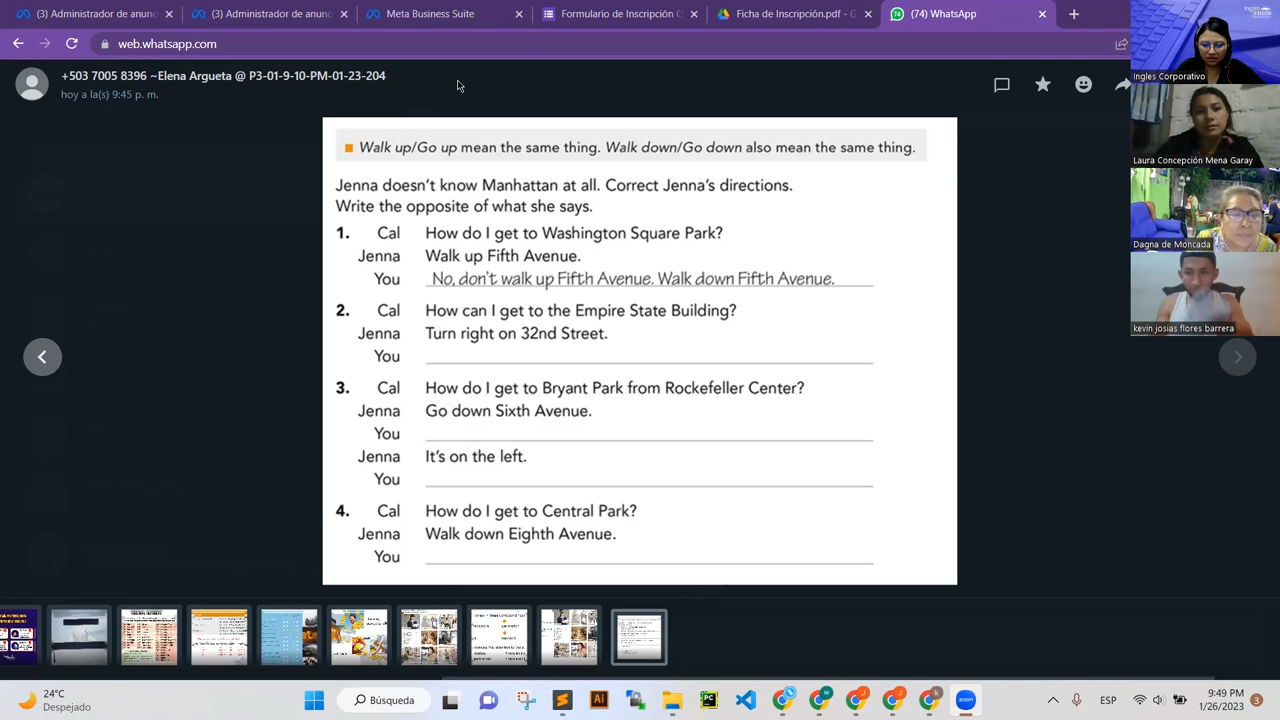 (3) Administrador de anunc
(3) Administrador de anunc
Meta Business Suite
Formulario de Inscripción C
Ficha de Inscripción.pdf - G
(74) WhatsApp
web.whatsapp.com
+503 7005 8396 ~Elena Argueta @ P3-01-9-10-PM-01-23-204
hoy a la(s) 9:45 p. m.
Ingles Corporativo
Laura Concepción Mena Garay
Dagna de Moncada
kevin josias flores barrera
Walk up/Go up mean the same thing. Walk down/Go down also mean the same thing.
Jenna doesn't know Manhattan at all. Correct Jenna's directions.
Write the opposite of what she says.
1. Cal How do I get to Washington Square Park?
Jenna Walk up Fifth Avenue.
You No, don't walk up Fifth Avenue. Walk down Fifth Avenue.
2. Cal How can I get to the Empire State Building?
Jenna Turn right on 32nd Street.
You
3. Cal How do I get to Bryant Park from Rockefeller Center?
Jenna Go down Sixth Avenue.
You
Jenna It's on the left.
You
4. Cal How do I get to Central Park?
Jenna Walk down Eighth Avenue.
You
24°C
Despejado
Búsqueda
zoom
ESP
9:49 PM
1/26/2023
3